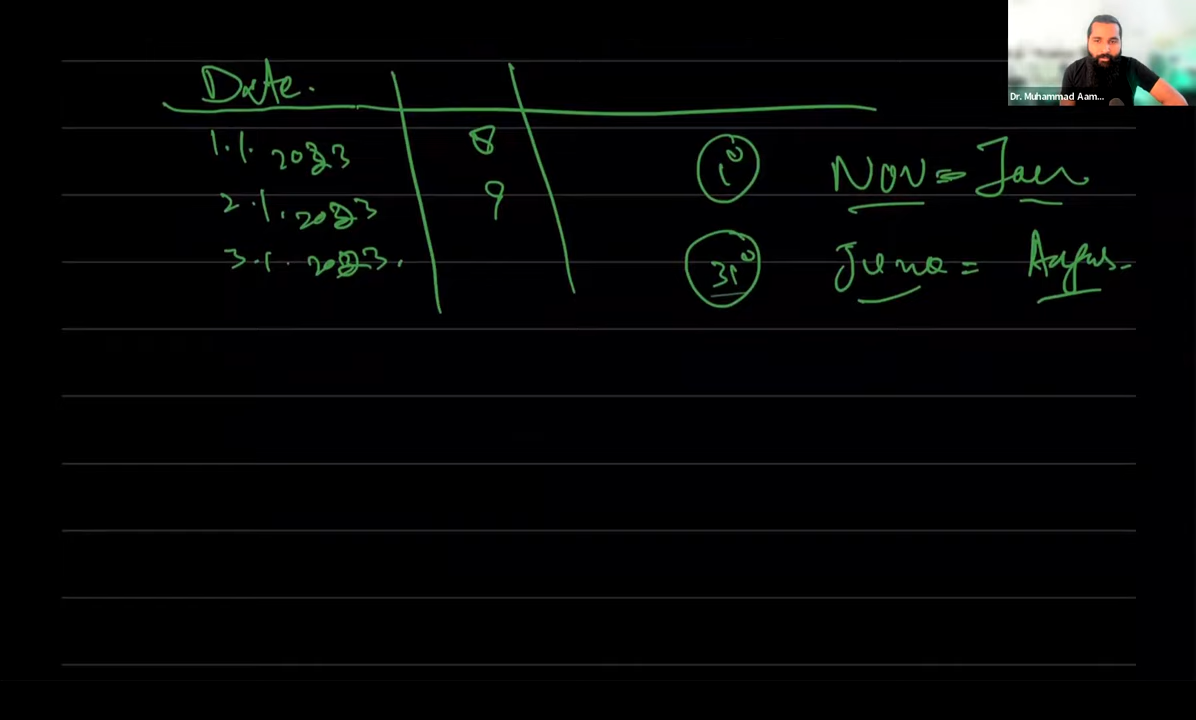 Dr. Muhammad Aam...
Date.
1.1.2023 8
2.1.2023 9
3.1.2023.
1° Nov = Jan
31° June = Augus.